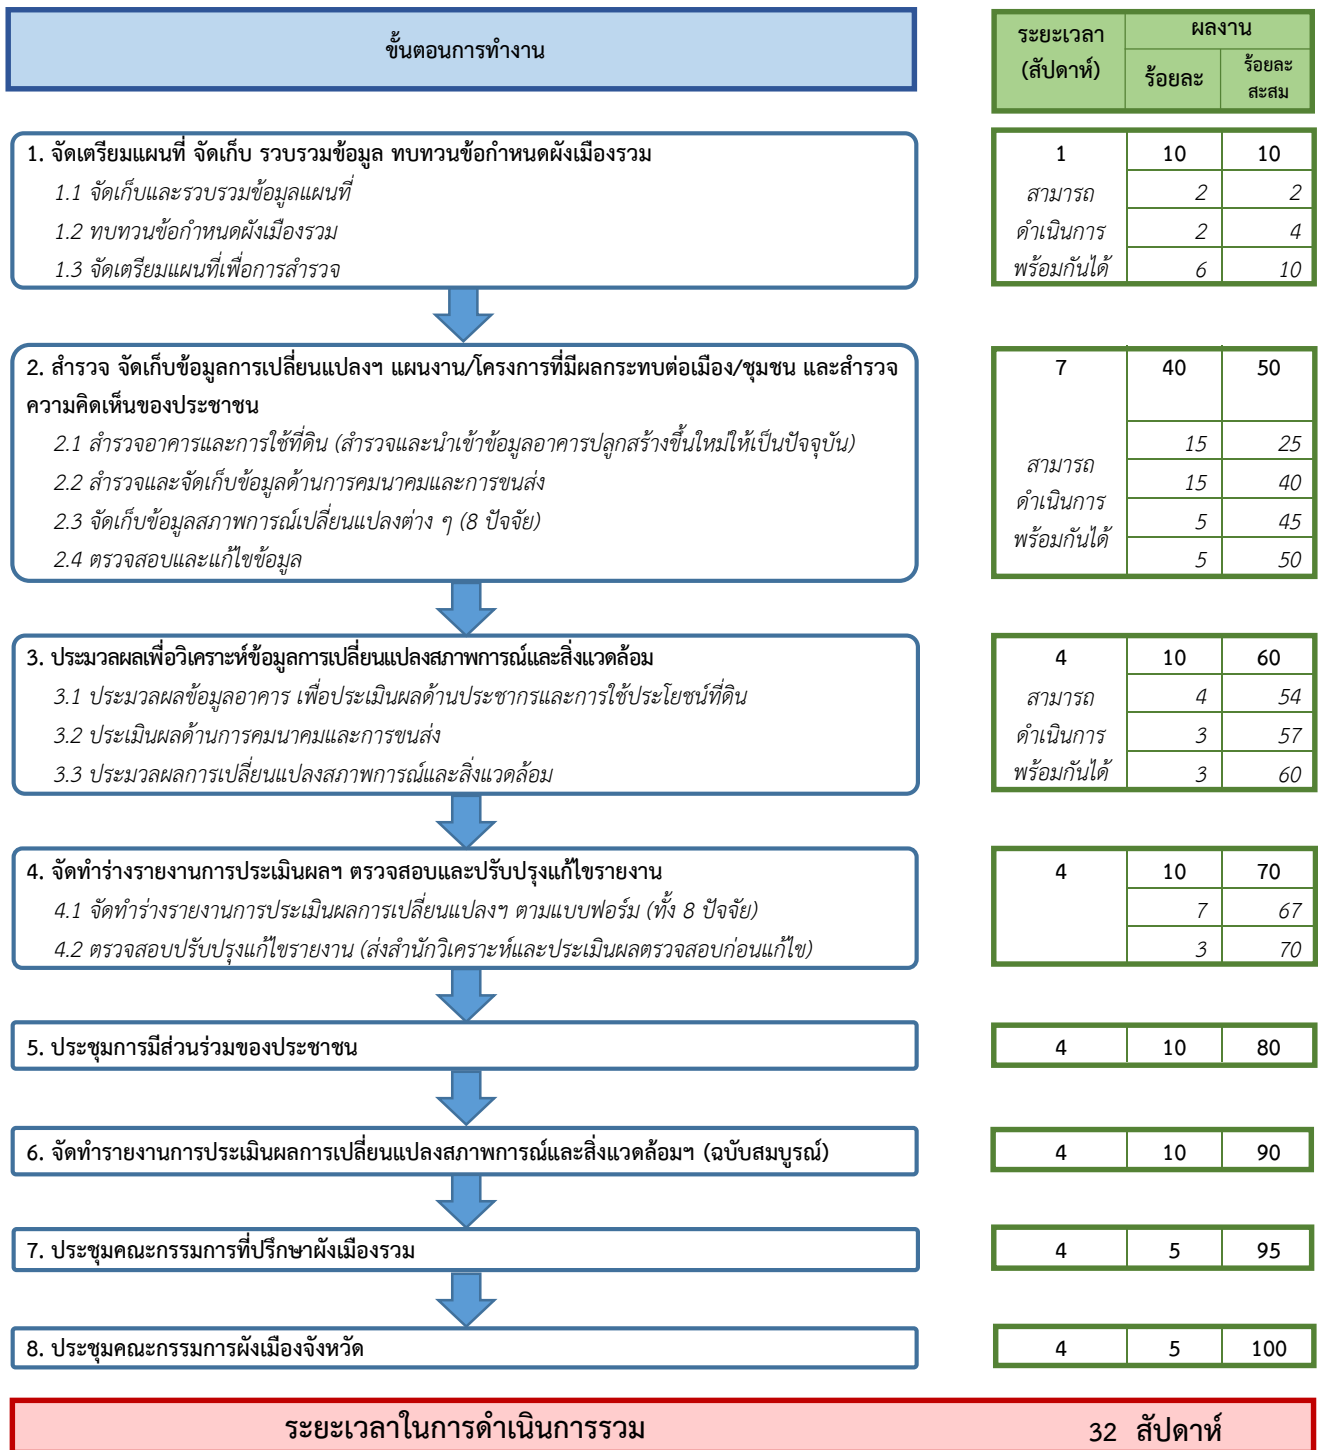 ขั้นตอนการทำงาน
ระยะเวลา
(สัปดาห์)
ผลงาน
ร้อยละ
ร้อยละ
สะสม
1. จัดเตรียมแผนที่ จัดเก็บ รวบรวมข้อมูล ทบทวนข้อกำหนดผังเมืองรวม
1 10 10
1.1 จัดเก็บและรวบรวมข้อมูลแผนที่
สามารถ 2 2
1.2 ทบทวนข้อกำหนดผังเมืองรวม
ดำเนินการ 2 4
1.3 จัดเตรียมแผนที่เพื่อการสำรวจ
พร้อมกันได้ 6 10
2. สำรวจ จัดเก็บข้อมูลการเปลี่ยนแปลงฯ แผนงาน/โครงการที่มีผลกระทบต่อเมือง/ชุมชน และสำรวจ
ความคิดเห็นของประชาชน
7 40 50
2.1 สำรวจอาคารและการใช้ที่ดิน (สำรวจและนำเข้าข้อมูลอาคารปลูกสร้างขึ้นใหม่ให้เป็นปัจจุบัน)
15 25
2.2 สำรวจและจัดเก็บข้อมูลด้านการคมนาคมและการขนส่ง
สามารถ 15 40
2.3 จัดเก็บข้อมูลสภาพการณ์เปลี่ยนแปลงต่าง ๆ (8 ปัจจัย)
ดำเนินการ 5 45
2.4 ตรวจสอบและแก้ไขข้อมูล
พร้อมกันได้ 5 50
3. ประมวลผลเพื่อวิเคราะห์ข้อมูลการเปลี่ยนแปลงสภาพการณ์และสิ่งแวดล้อม
4 10 60
3.1 ประมวลผลข้อมูลอาคาร เพื่อประเมินผลด้านประชากรและการใช้ประโยชน์ที่ดิน
สามารถ 4 54
3.2 ประเมินผลด้านการคมนาคมและการขนส่ง
ดำเนินการ 3 57
3.3 ประมวลผลการเปลี่ยนแปลงสภาพการณ์และสิ่งแวดล้อม
พร้อมกันได้ 3 60
4. จัดทำร่างรายงานการประเมินผลฯ ตรวจสอบและปรับปรุงแก้ไขรายงาน
4 10 70
4.1 จัดทำร่างรายงานการประเมินผลการเปลี่ยนแปลงฯ ตามแบบฟอร์ม (ทั้ง 8 ปัจจัย)
7 67
4.2 ตรวจสอบปรับปรุงแก้ไขรายงาน (ส่งสำนักวิเคราะห์และประเมินผลตรวจสอบก่อนแก้ไข)
3 70
5. ประชุมการมีส่วนร่วมของประชาชน
4 10 80
6. จัดทำรายงานการประเมินผลการเปลี่ยนแปลงสภาพการณ์และสิ่งแวดล้อมฯ (ฉบับสมบูรณ์)
4 10 90
7. ประชุมคณะกรรมการที่ปรึกษาผังเมืองรวม
4 5 95
8. ประชุมคณะกรรมการผังเมืองจังหวัด
4 5 100
ระยะเวลาในการดำเนินการรวม 32 สัปดาห์